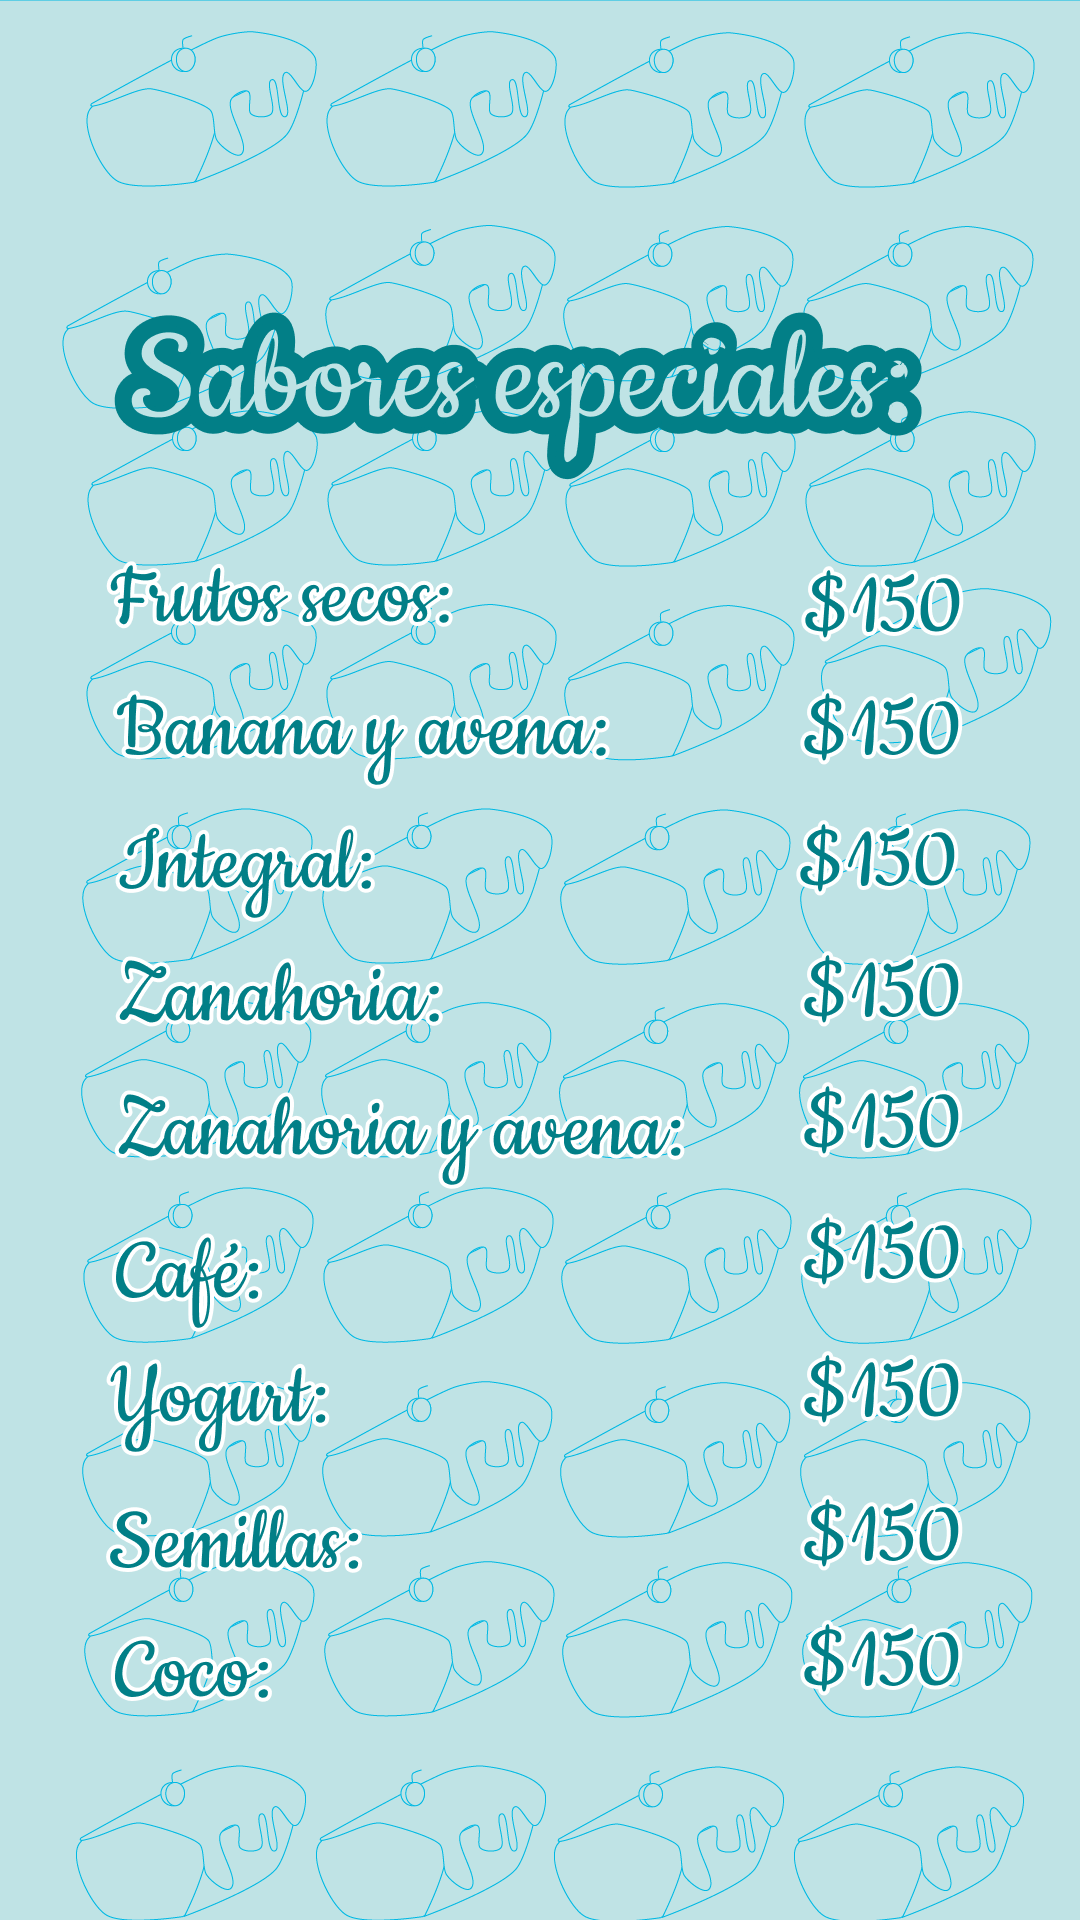 Sabores especiales:
Frutos secos: $150
Banana y avena: $150
Integral: $150
Zanahoria: $150
Zanahoria y avena: $150
Café: $150
Yogurt: $150
Semillas: $150
Coco: $150